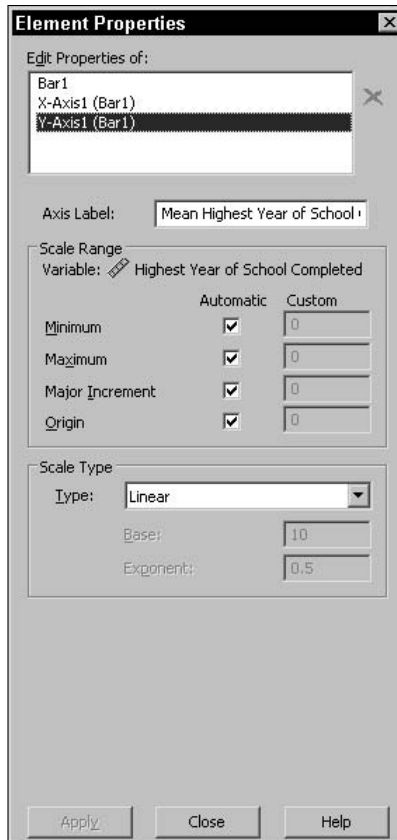 Element Properties
Edit Properties of:
Bar1
X-Axis1 (Bar1)
Y-Axis1 (Bar1)
Axis Label: Mean Highest Year of School
Scale Range
Variable: Highest Year of School Completed
Automatic Custom
Minimum 0
Maximum 0
Major Increment 0
Origin 0
Scale Type
Type: Linear
Base: 10
Exponent: 0.5
Apply Close Help